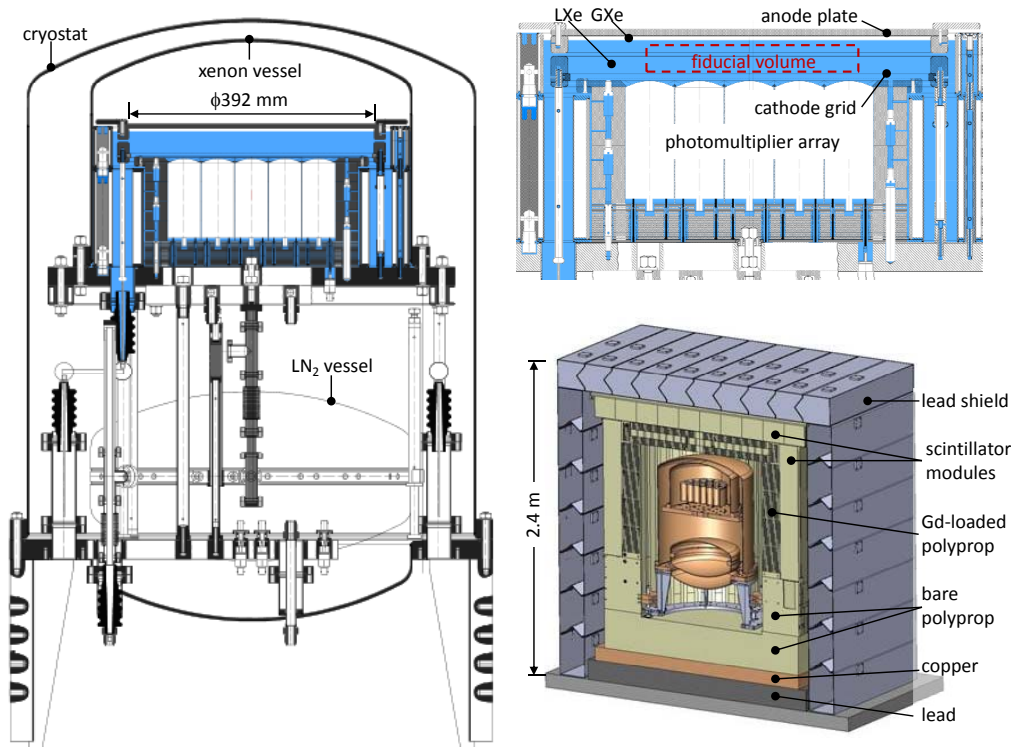 cryostat
xenon vessel
ϕ392 mm
LN₂ vessel
LXe
GXe
anode plate
fiducial volume
cathode grid
photomultiplier array
2.4 m
lead shield
scintillator
modules
Gd-loaded
polyprop
bare
polyprop
copper
lead